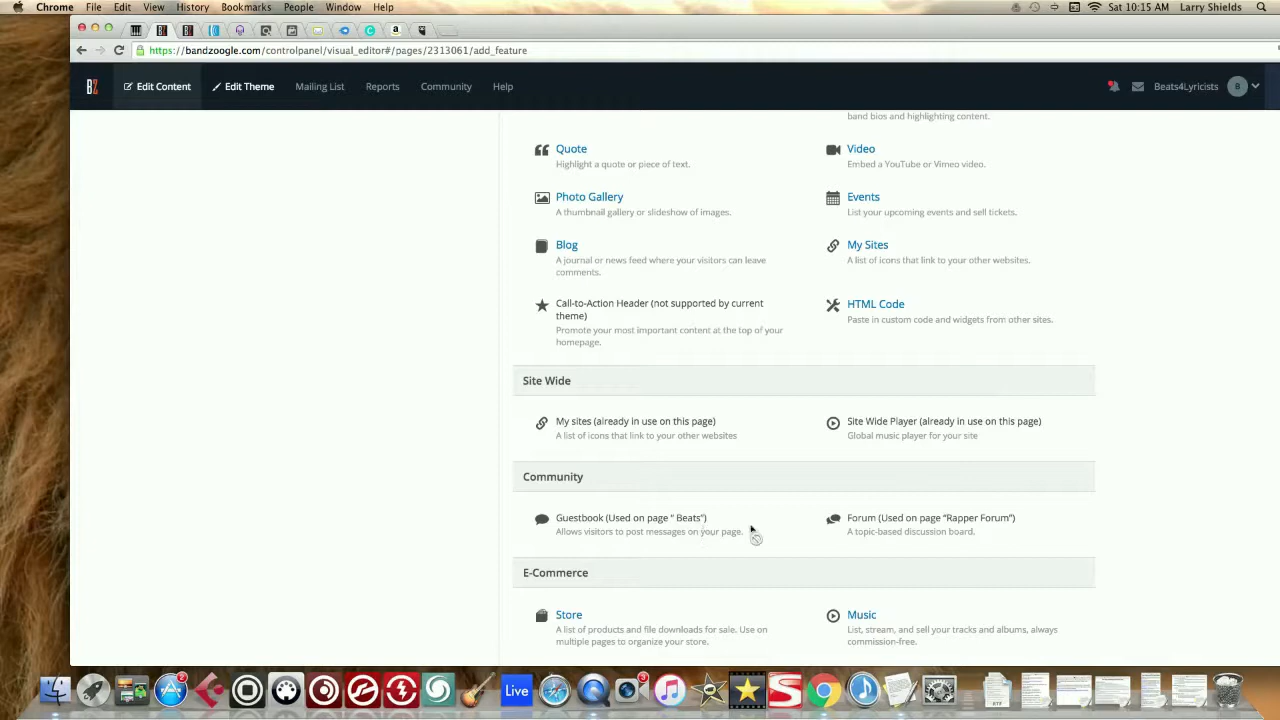 Chrome File Edit View History Bookmarks People Window Help Sat 10:15 AM Larry Shields
https://bandzoogle.com/controlpanel/visual_editor#/pages/2313061/add_feature
Edit Content Edit Theme Mailing List Reports Community Help Beats4Lyricists 8
band bios and highlighting content.
Quote
Highlight a quote or piece of text.
Video
Embed a YouTube or Vimeo video.
Photo Gallery
A thumbnail gallery or slideshow of images.
Events
List your upcoming events and sell tickets.
Blog
A journal or news feed where your visitors can leave
comments.
My Sites
A list of icons that link to your other websites.
Call-to-Action Header (not supported by current
theme)
Promote your most important content at the top of your
homepage.
HTML Code
Paste in custom code and widgets from other sites.
Site Wide
My sites (already in use on this page)
A list of icons that link to your other websites
Site Wide Player (already in use on this page)
Global music player for your site
Community
Guestbook (Used on page " Beats")
Allows visitors to post messages on your page.
Forum (Used on page "Rapper Forum")
A topic-based discussion board.
E-Commerce
Store
A list of products and file downloads for sale. Use on
multiple pages to organize your store.
Music
List, stream, and sell your tracks and albums, always
commission-free.
Live